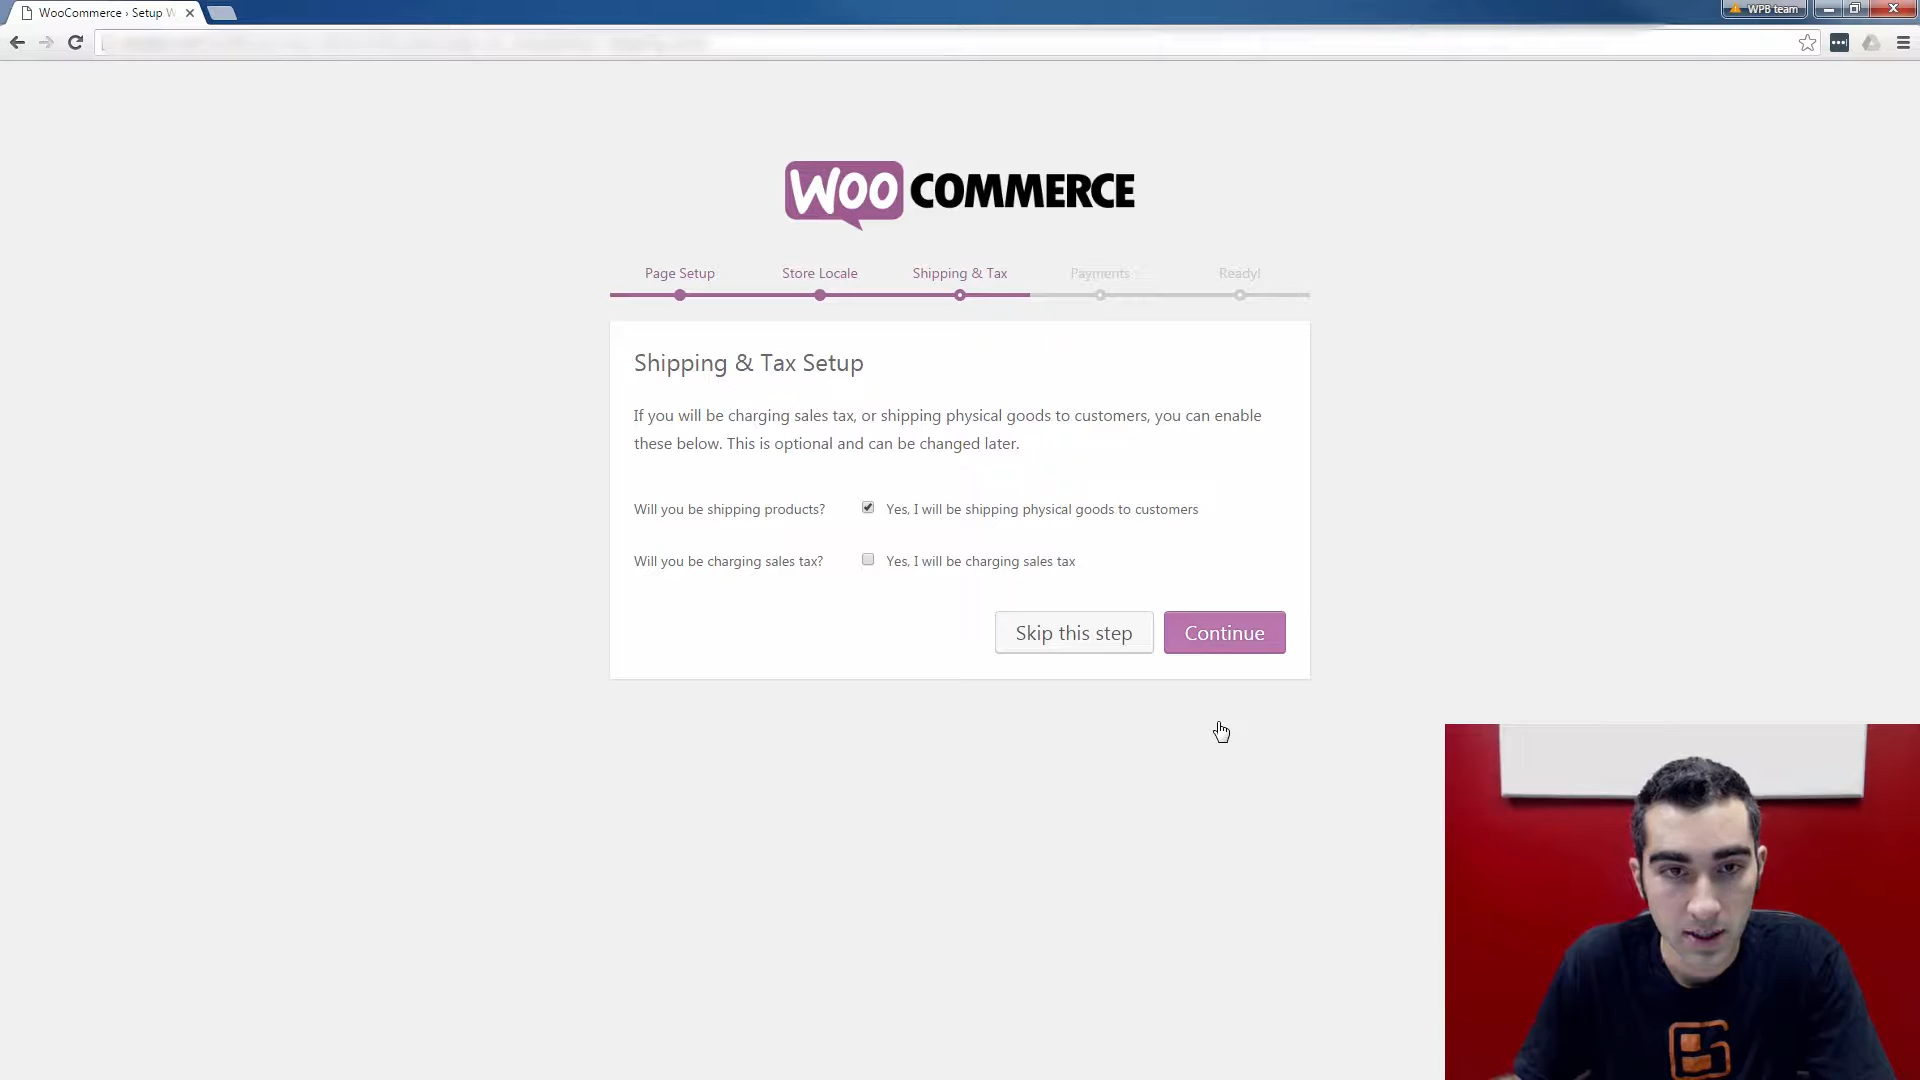 WooCommerce › Setup W
WPB team
WOO COMMERCE
Page Setup
Store Locale
Shipping & Tax
Payments
Ready!
Shipping & Tax Setup
If you will be charging sales tax, or shipping physical goods to customers, you can enable
these below. This is optional and can be changed later.
Will you be shipping products?
Yes, I will be shipping physical goods to customers
Will you be charging sales tax?
Yes, I will be charging sales tax
Skip this step
Continue